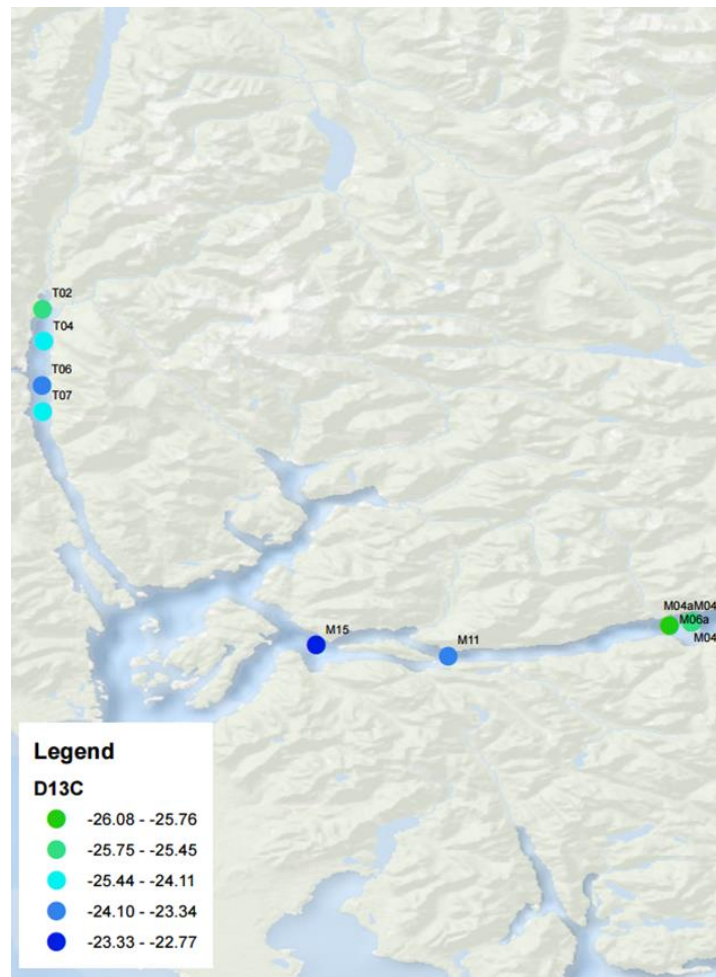 T02
T04
T06
T07
M04aM04
M06a
M04
M15
M11
Legend
D13C
-26.08 - -25.76
-25.75 - -25.45
-25.44 - -24.11
-24.10 - -23.34
-23.33 - -22.77